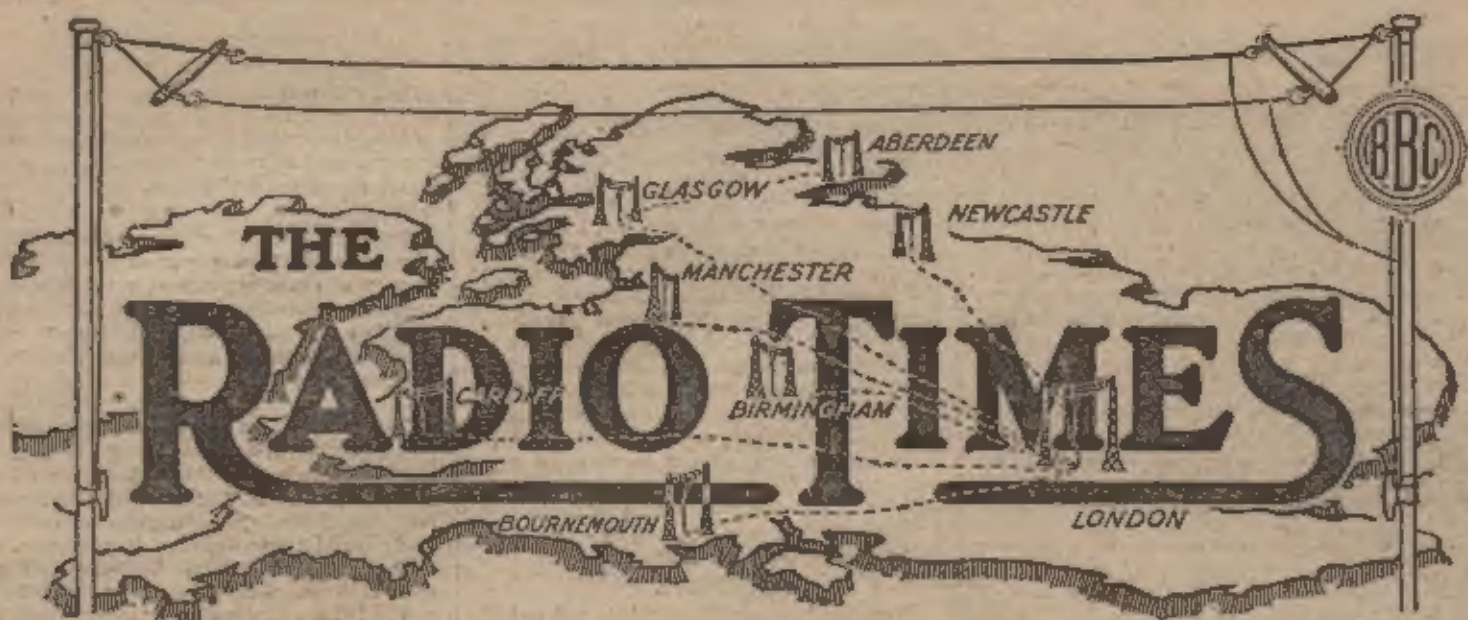 BBC
ABERDEEN
GLASGOW
NEWCASTLE
THE
MANCHESTER
RADIO TIMES
CARDIFF
BIRMINGHAM
BOURNEMOUTH
LONDON